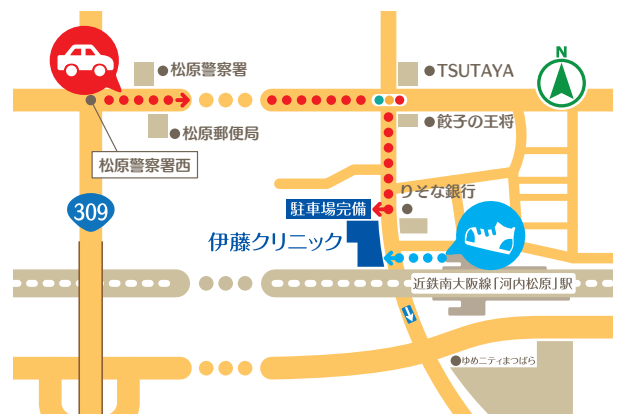 松原警察署
TSUTAYA
N
松原郵便局
餃子の王将
松原警察署西
りそな銀行
駐車場完備
309
伊藤クリニック
近鉄南大阪線「河内松原」駅
ゆめニティまつばら